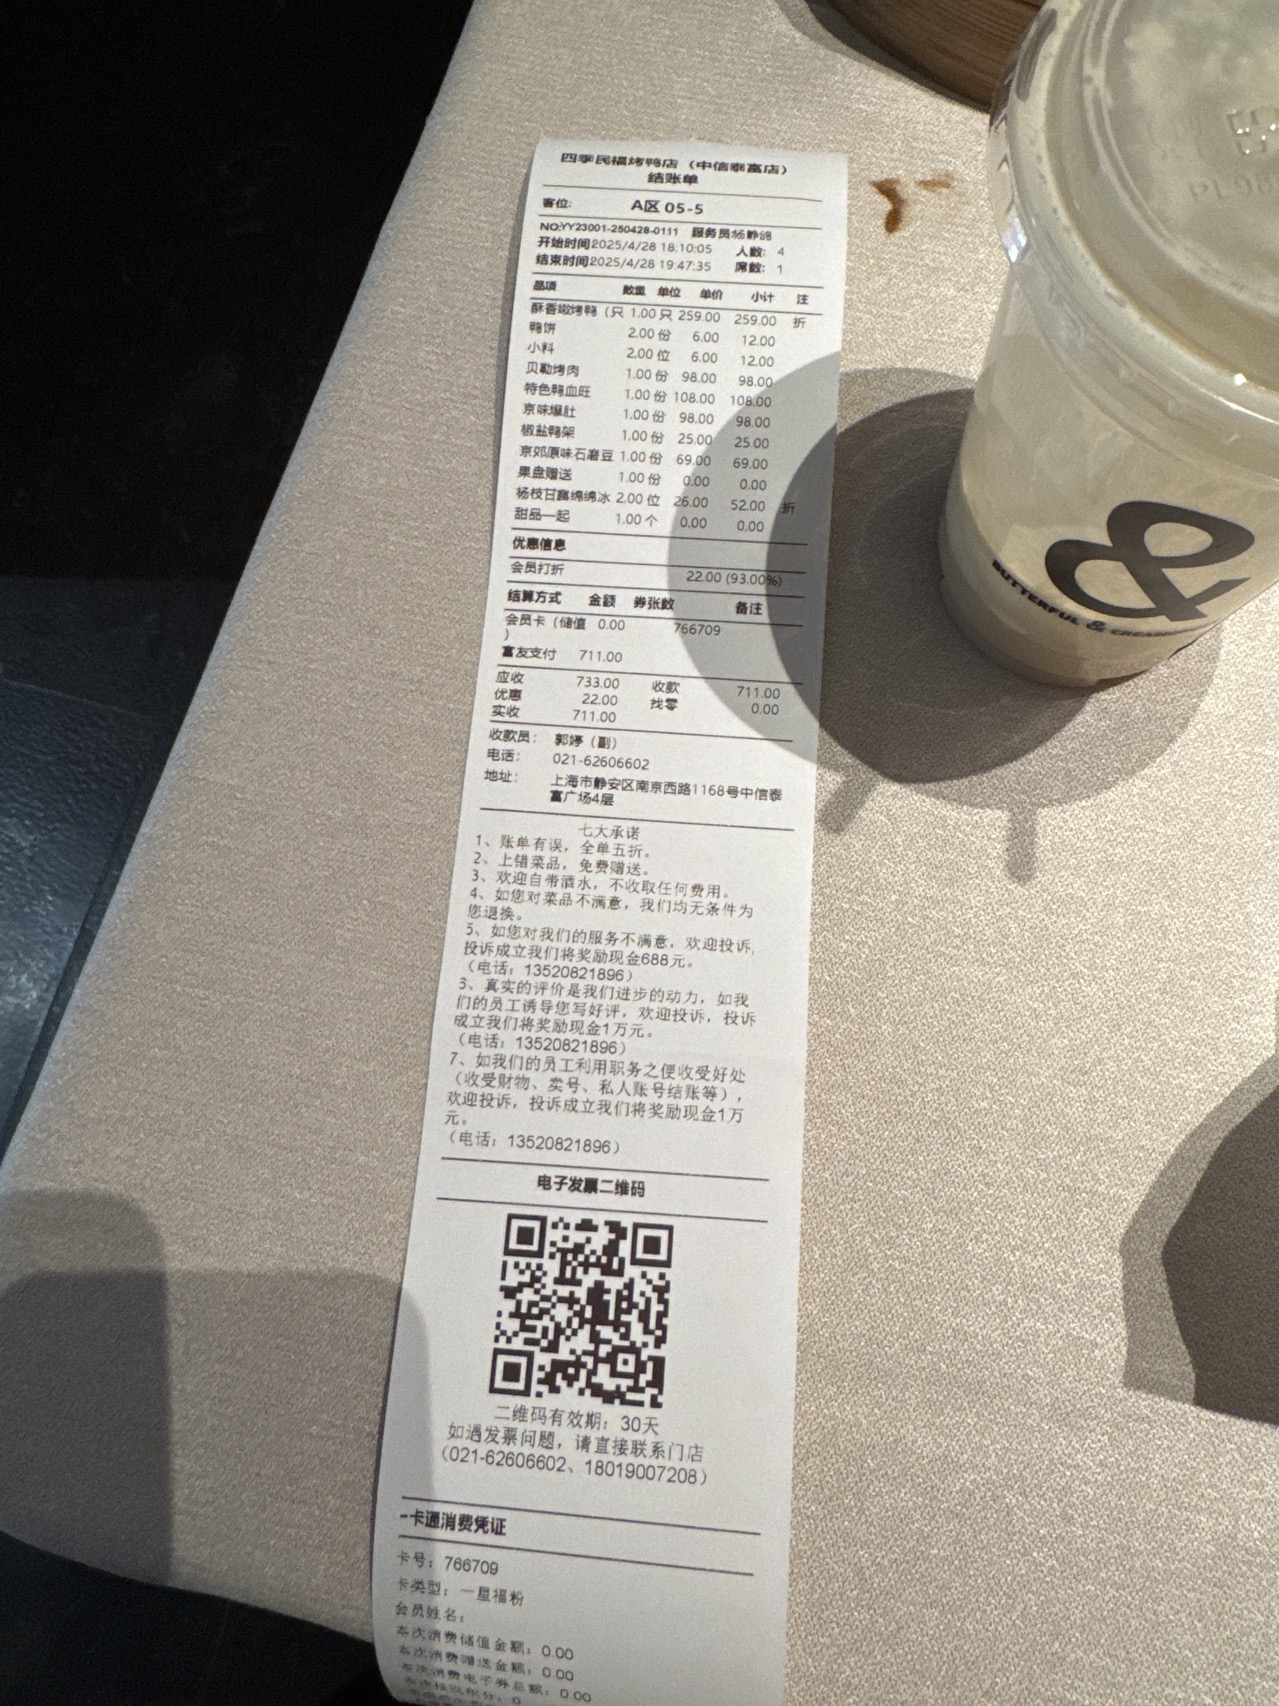 四季民福烤鸭店（中信泰富店）
结账单
客位: A区 05-5
NO:YY23001-250428-0111 服务员杨静鸽
开始时间2025/4/28 18:10:05 人数: 4
结束时间2025/4/28 19:47:35 席数: 1
品项 数量 单位 单价 小计 注
酥香嫩烤鸭（只 1.00 只 259.00 259.00 折
鸭饼 2.00 份 6.00 12.00
小料 2.00 位 6.00 12.00
贝勒烤肉 1.00 份 98.00 98.00
特色鸭血旺 1.00 份 108.00 108.00
京味爆肚 1.00 份 98.00 98.00
椒盐鸭架 1.00 份 25.00 25.00
京郊原味石磨豆 1.00 份 69.00 69.00
果盘赠送 1.00 份 0.00 0.00
杨枝甘露绵绵冰 2.00 位 26.00 52.00 折
甜品一起 1.00 个 0.00 0.00
优惠信息
会员打折 22.00 (93.00%)
结算方式 金额 券张数 备注
会员卡（储值 0.00 766709
）
富友支付 711.00
应收 733.00 收款 711.00
优惠 22.00 找零 0.00
实收 711.00
收款员: 郭婷（副）
电话: 021-62606602
地址: 上海市静安区南京西路1168号中信泰
富广场4层
七大承诺
1、账单有误，全单五折。
2、上错菜品，免费赠送。
3、欢迎自带酒水，不收取任何费用。
4、如您对菜品不满意，我们均无条件为
您退换。
5、如您对我们的服务不满意，欢迎投诉,
投诉成立我们将奖励现金688元。
（电话：13520821896）
3、真实的评价是我们进步的动力，如我
们的员工诱导您写好评，欢迎投诉，投诉
成立我们将奖励现金1万元。
（电话：13520821896）
7、如我们的员工利用职务之便收受好处
（收受财物、卖号、私人账号结账等），
欢迎投诉，投诉成立我们将奖励现金1万
元。
（电话：13520821896）
电子发票二维码
二维码有效期：30天
如遇发票问题，请直接联系门店
（021-62606602、18019007208）
一卡通消费凭证
卡号：766709
卡类型：一星福粉
会员姓名：
本次消费储值金额：0.00
本次消费赠送金额：0.00
本次消费电子券总额：0.00
&
BUTTERFUL & CREAMOROUS